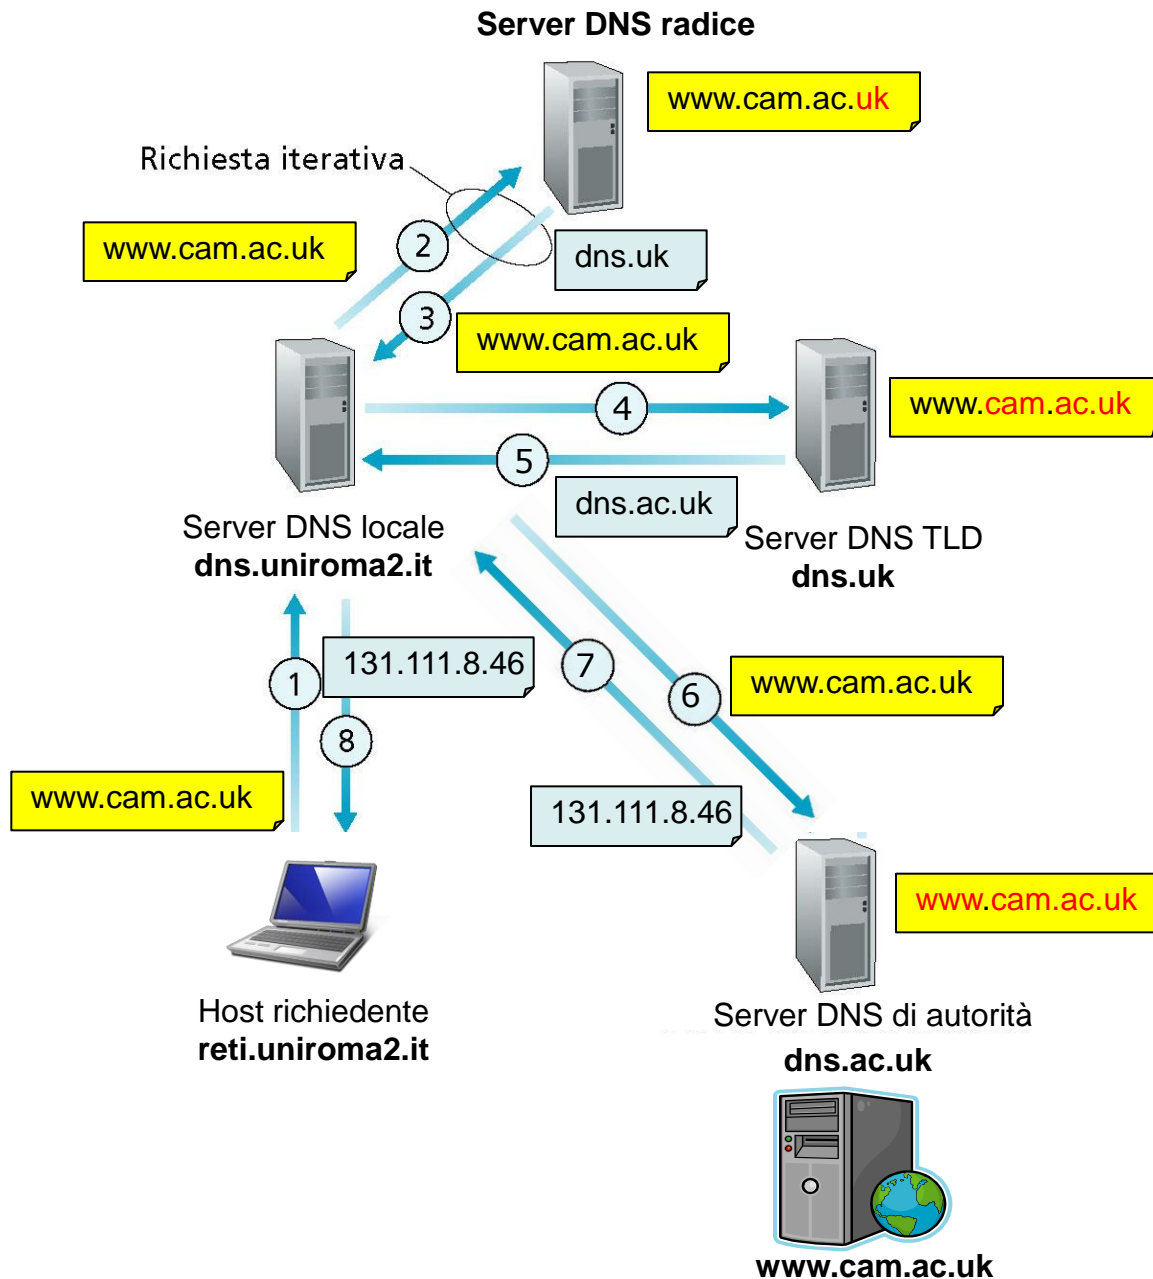 Server DNS radice
www.cam.ac.uk
Richiesta iterativa
www.cam.ac.uk
2
dns.uk
3
www.cam.ac.uk
4
www.cam.ac.uk
5
dns.ac.uk
Server DNS locale
dns.uniroma2.it
Server DNS TLD
dns.uk
1
131.111.8.46
7
6
www.cam.ac.uk
8
www.cam.ac.uk
131.111.8.46
www.cam.ac.uk
Host richiedente
reti.uniroma2.it
Server DNS di autorità
dns.ac.uk
www.cam.ac.uk